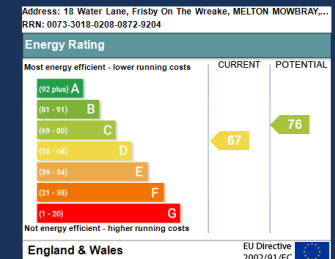 Address: 18 Water Lane, Frisby On The Wreake, MELTON MOWBRAY,...
RRN: 0073-3018-0208-0872-9204
Energy Rating
Most energy efficient - lower running costs
CURRENT
POTENTIAL
(92 plus) A
(81 - 91) B
(69 - 80) C
(55 - 68) D
(39 - 54) E
(21 - 38) F
(1 - 20) G
67
76
Not energy efficient - higher running costs
England & Wales
EU Directive
2002/91/EC